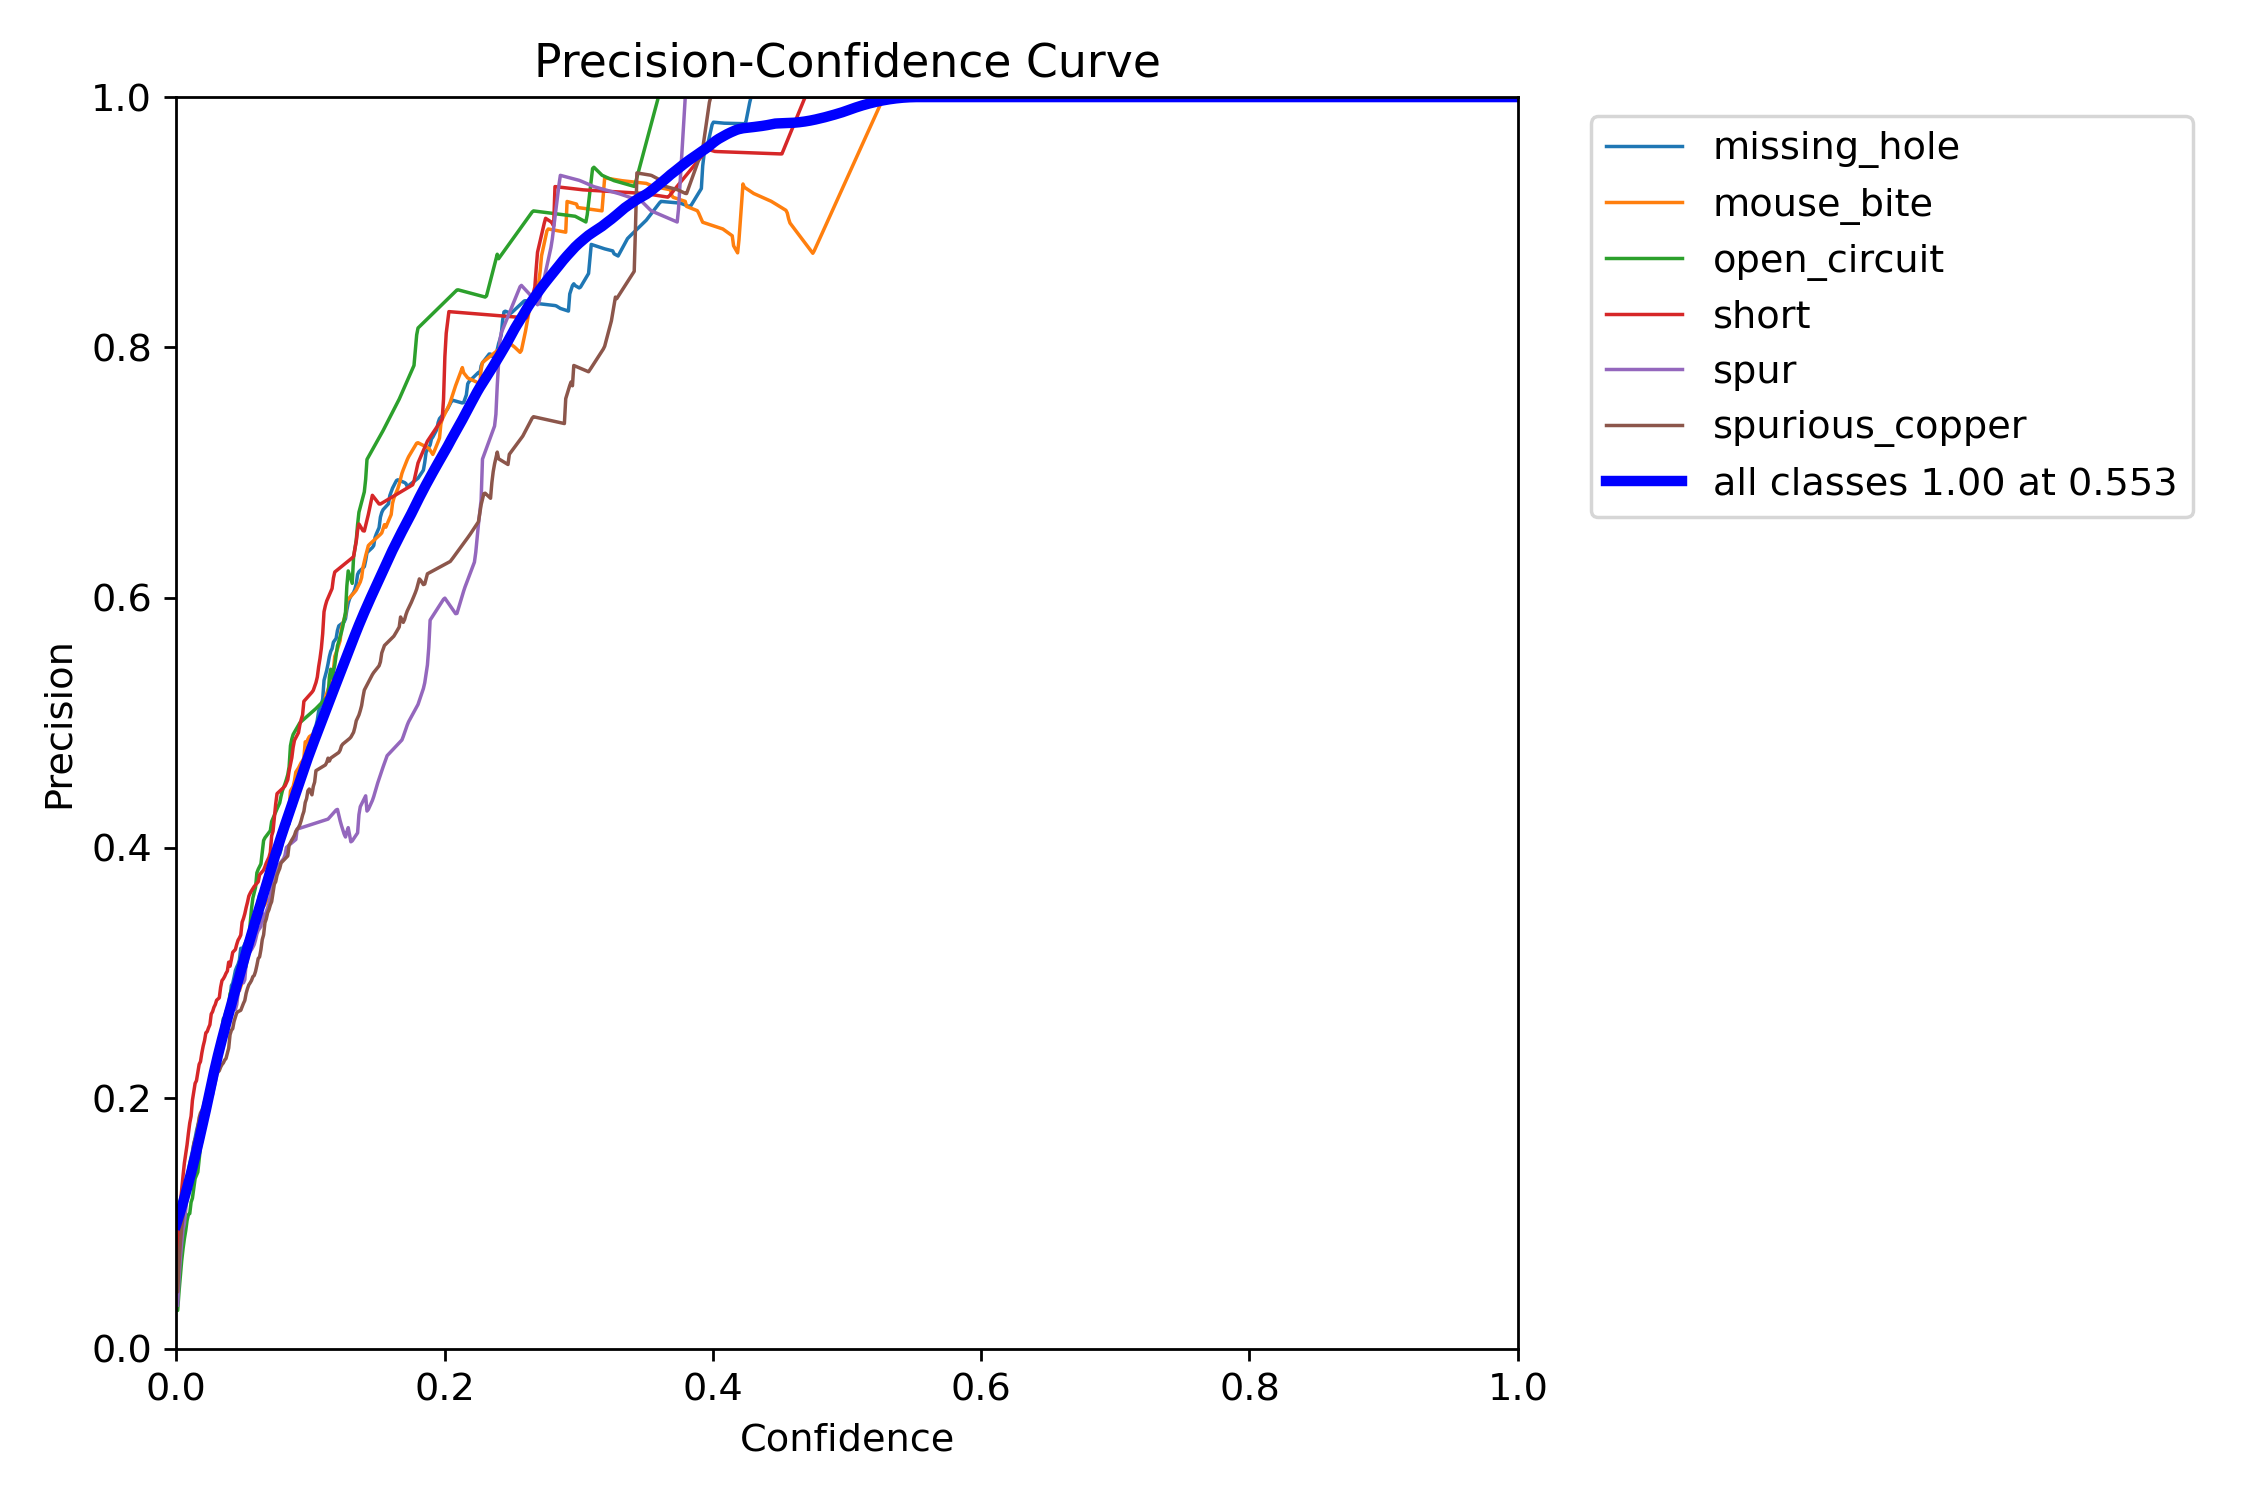 Precision-Confidence Curve
1.0
0.8
0.6
0.4
0.2
0.0
Precision
0.0 0.2 0.4 0.6 0.8 1.0
Confidence
missing_hole
mouse_bite
open_circuit
short
spur
spurious_copper
all classes 1.00 at 0.553